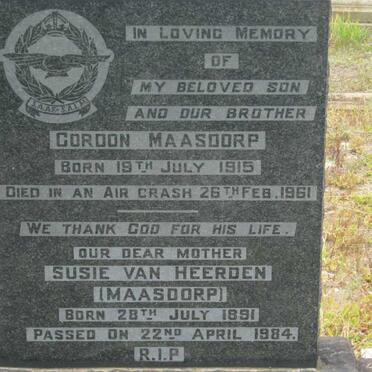 IN LOVING MEMORY
OF
MY BELOVED SON
AND OUR BROTHER
GORDON MAASDORP
BORN 19TH JULY 1915
DIED IN AN AIR CRASH 26TH FEB. 1961
WE THANK GOD FOR HIS LIFE.
OUR DEAR MOTHER
SUSIE VAN HEERDEN
(MAASDORP)
BORN 28TH JULY 1891
PASSED ON 22ND APRIL 1984.
R.I.P